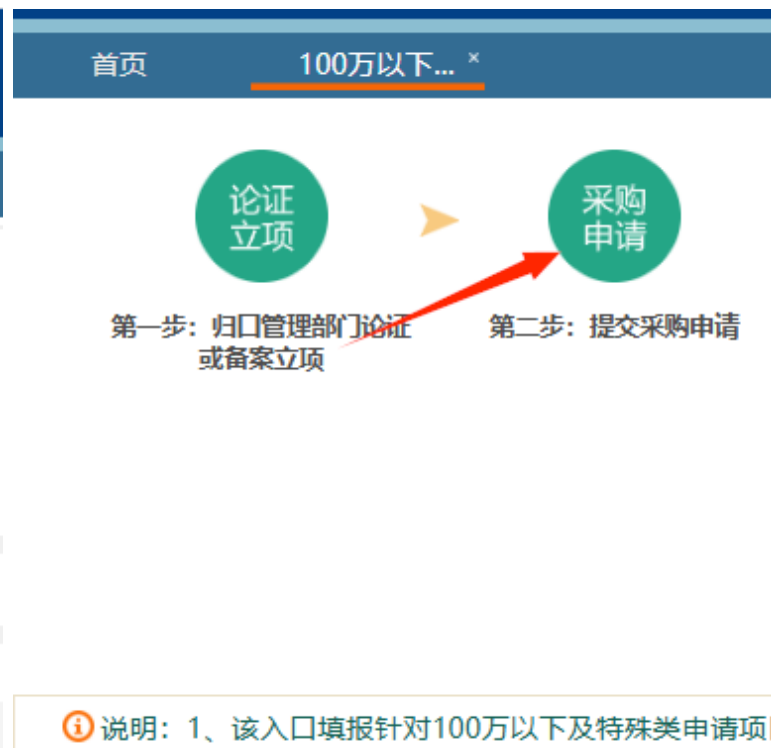 首页
100万以下... ×
论证
立项
采购
申请
第一步：归口管理部门论证
或备案立项
第二步：提交采购申请
说明：1、该入口填报针对100万以下及特殊类申请项